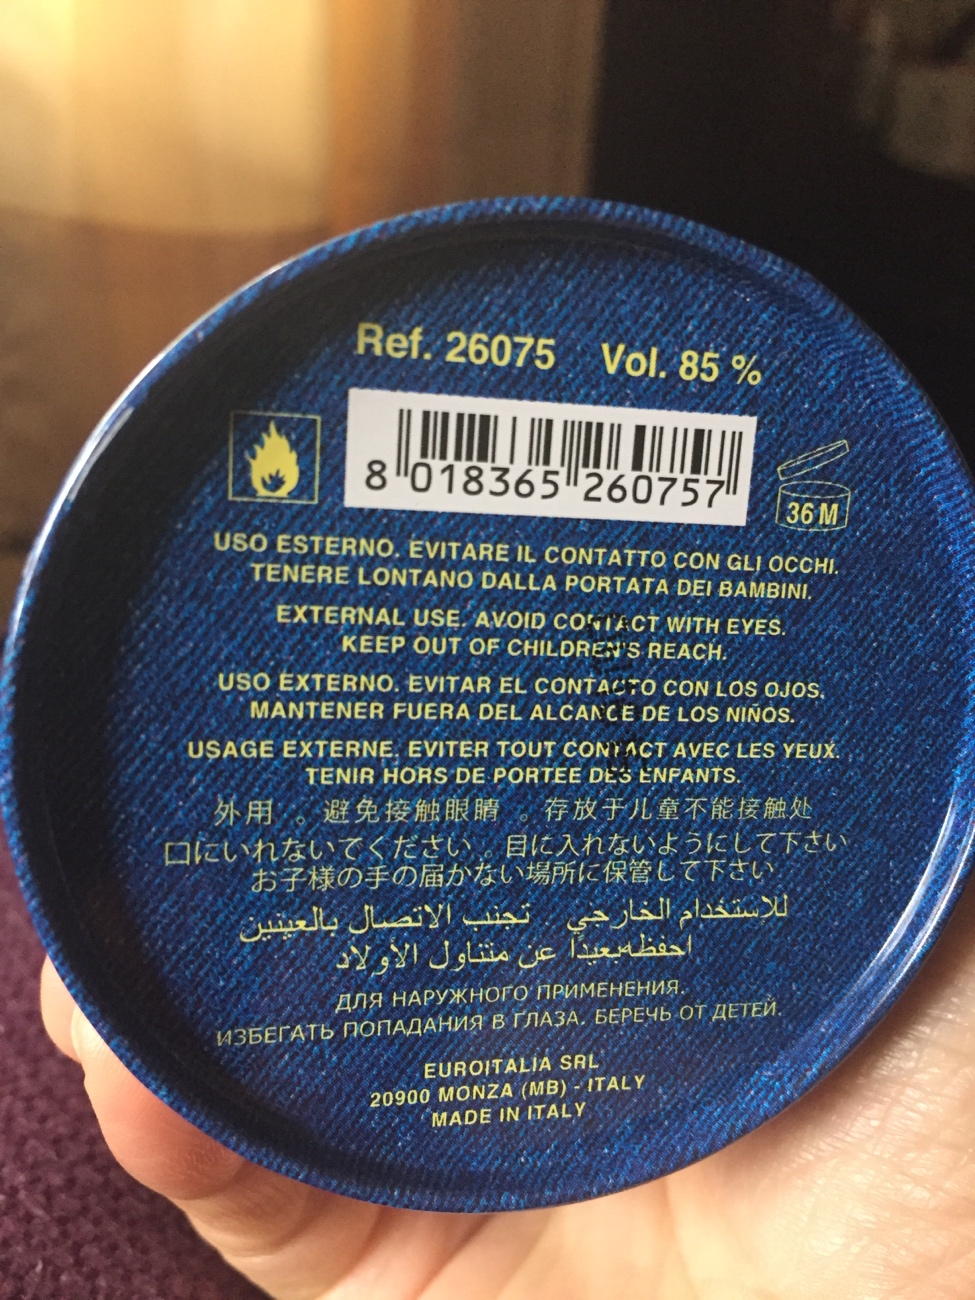 Ref. 26075 Vol. 85 %
8 018365 260757
36 M
USO ESTERNO. EVITARE IL CONTATTO CON GLI OCCHI.
TENERE LONTANO DALLA PORTATA DEI BAMBINI.
EXTERNAL USE. AVOID CONTACT WITH EYES.
KEEP OUT OF CHILDREN'S REACH.
USO EXTERNO. EVITAR EL CONTACTO CON LOS OJOS.
MANTENER FUERA DEL ALCANCE DE LOS NIÑOS.
USAGE EXTERNE. EVITER TOUT CONTACT AVEC LES YEUX.
TENIR HORS DE PORTEE DES ENFANTS.
外用 。避免接触眼睛 。存放于儿童不能接触处
口にいれないでください 。目に入れないようにして下さい
お子様の手の届かない場所に保管して下さい
للاستخدام الخارجي . تجنب الاتصال بالعينين
احفظه بعيدا عن متناول الأولاد
ДЛЯ НАРУЖНОГО ПРИМЕНЕНИЯ.
ИЗБЕГАТЬ ПОПАДАНИЯ В ГЛАЗА. БЕРЕЧЬ ОТ ДЕТЕЙ.
EUROITALIA SRL
20900 MONZA (MB) - ITALY
MADE IN ITALY